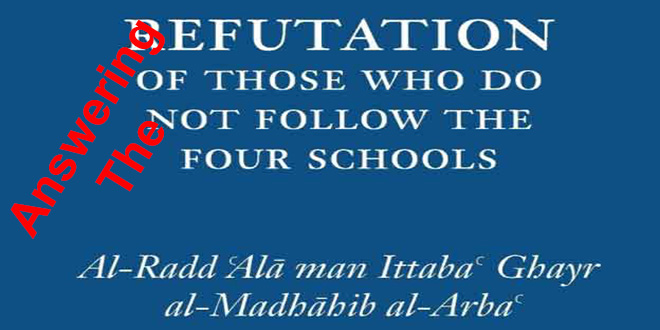 Answering
The
REFUTATION
OF THOSE WHO DO
NOT FOLLOW THE
FOUR SCHOOLS
Al-Radd ʿAlā man Ittabaʿ Ghayr
al-Madhāhib al-Arbaʿ